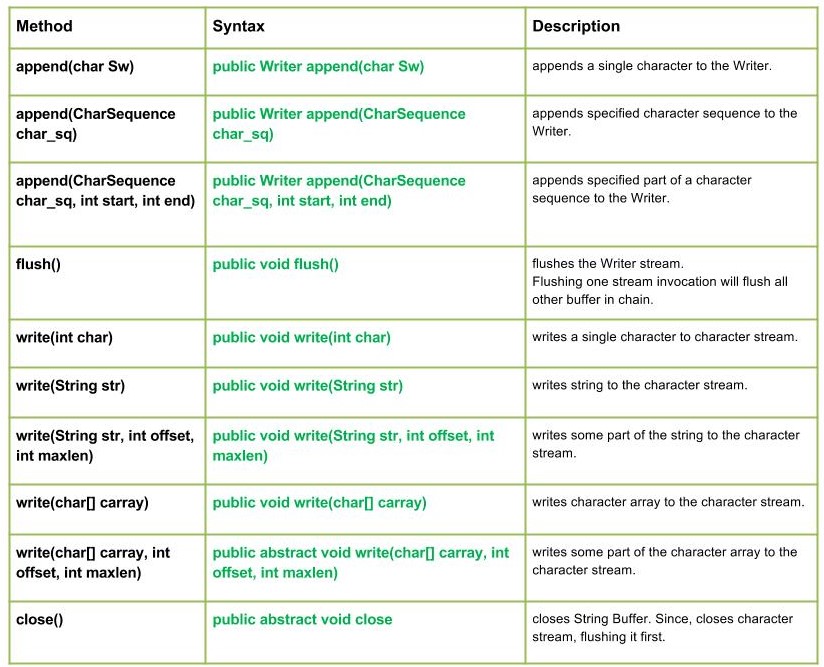 Method Syntax Description
append(char Sw) public Writer append(char Sw) appends a single character to the Writer.
append(CharSequence public Writer append(CharSequence appends specified character sequence to the
char_sq) char_sq) Writer.
append(CharSequence public Writer append(CharSequence appends specified part of a character
char_sq, int start, int end) char_sq, int start, int end) sequence to the Writer.
flush() public void flush() flushes the Writer stream.
Flushing one stream invocation will flush all
other buffer in chain.
write(int char) public void write(int char) writes a single character to character stream.
write(String str) public void write(String str) writes string to the character stream.
write(String str, int offset, public void write(String str, int offset, int writes some part of the string to the character
int maxlen) maxlen) stream.
write(char[] carray) public void write(char[] carray) writes character array to the character stream.
write(char[] carray, int public abstract void write(char[] carray, int writes some part of the character array to the
offset, int maxlen) offset, int maxlen) character stream.
close() public abstract void close closes String Buffer. Since, closes character
stream, flushing it first.